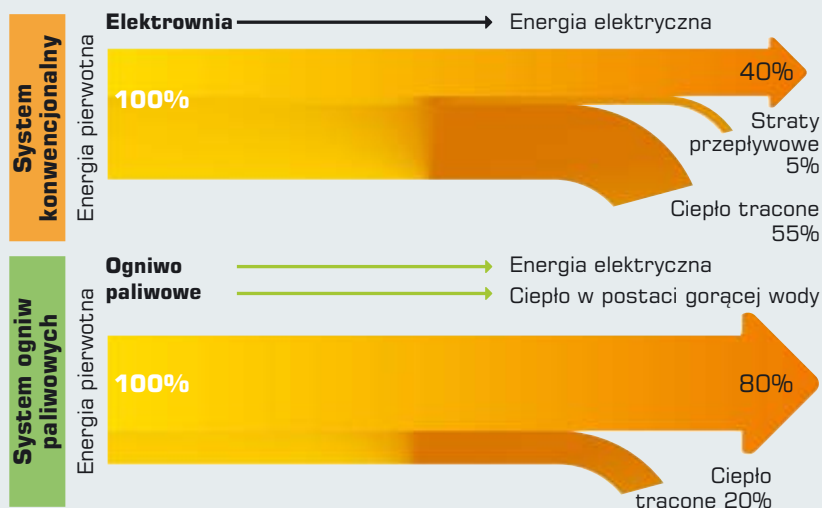 System
konwencjonalny
Energia pierwotna
Elektrownia
Energia elektryczna
100%
40%
Straty
przepływowe
5%
Ciepło tracone
55%
System ogniw
paliwowych
Energia pierwotna
Ogniwo
paliwowe
Energia elektryczna
Ciepło w postaci gorącej wody
100%
80%
Ciepło
tracone 20%